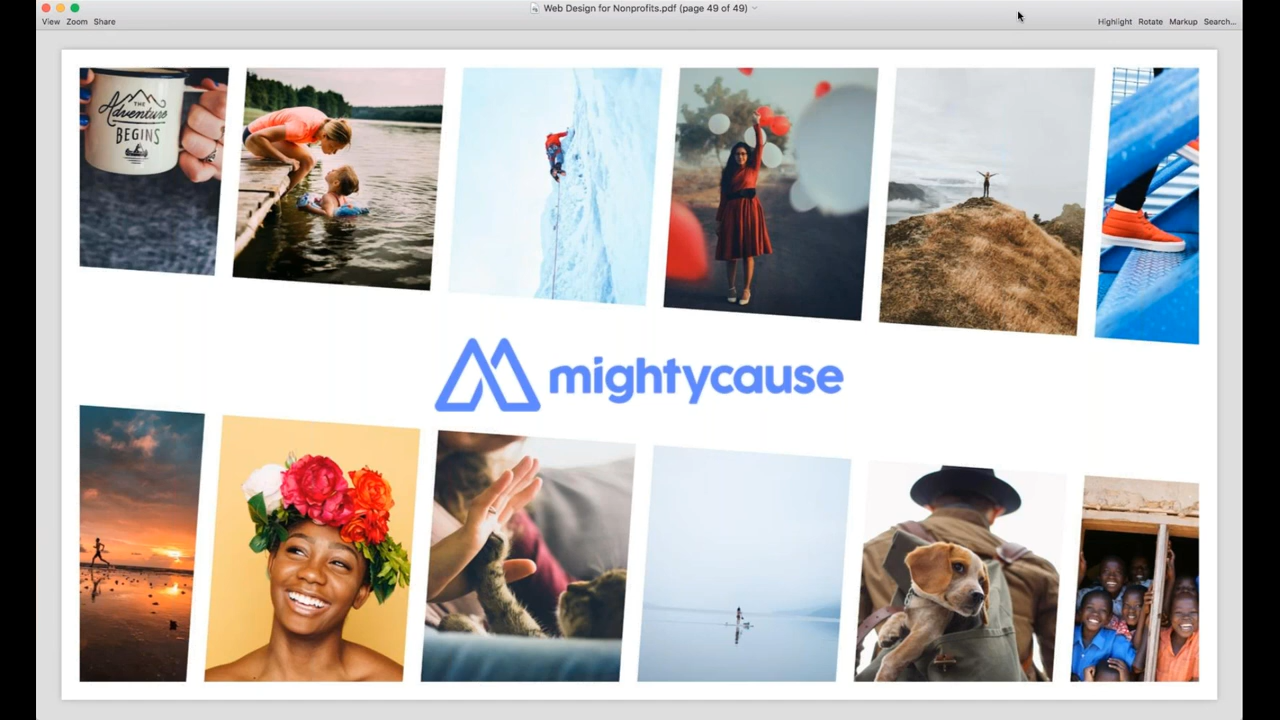 Web Design for Nonprofits.pdf (page 49 of 49)
View Zoom Share
Highlight Rotate Markup Search...
THE
Adventure
BEGINS
mightycause